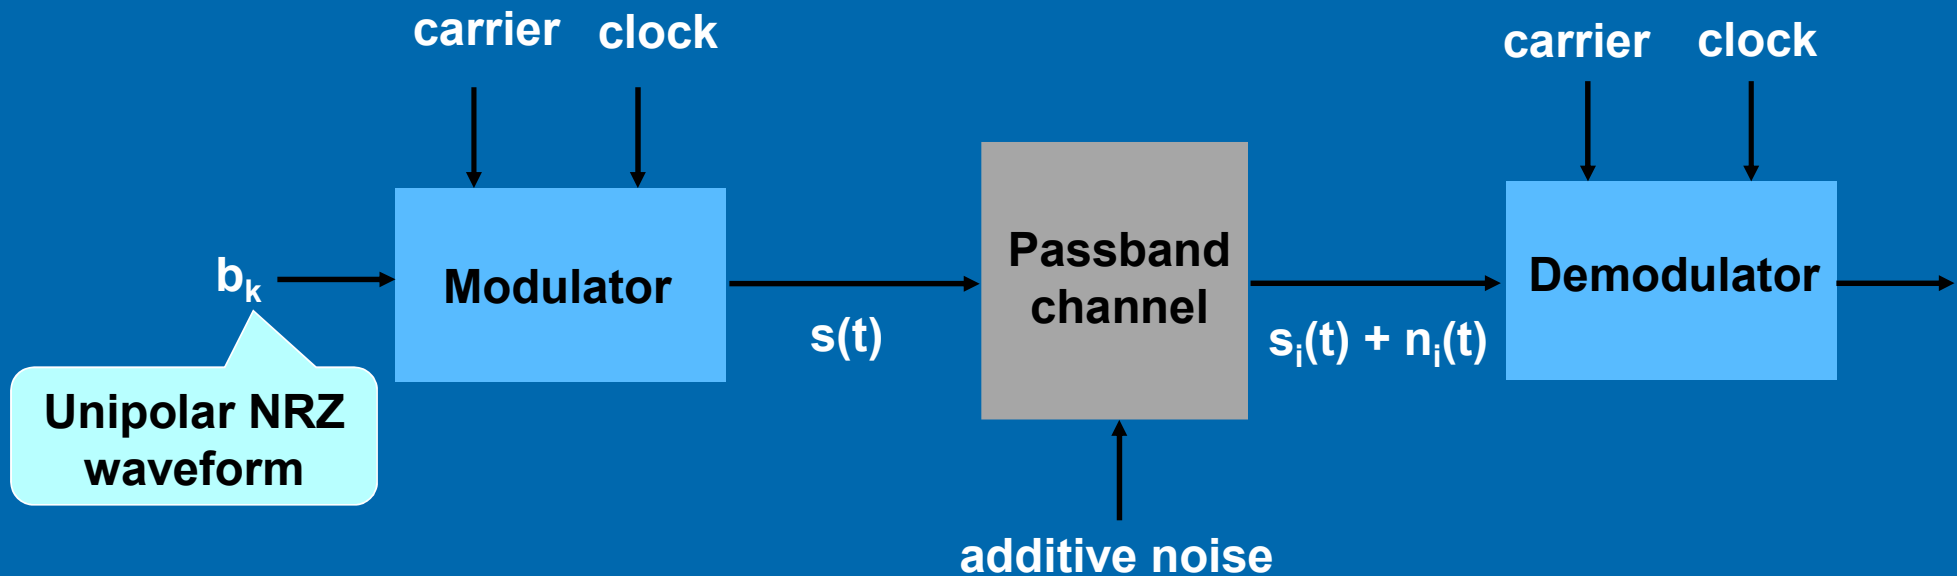 carrier clock
carrier clock
b_k
Modulator
s(t)
Passband
channel
s_i(t) + n_i(t)
Demodulator
Unipolar NRZ
waveform
additive noise